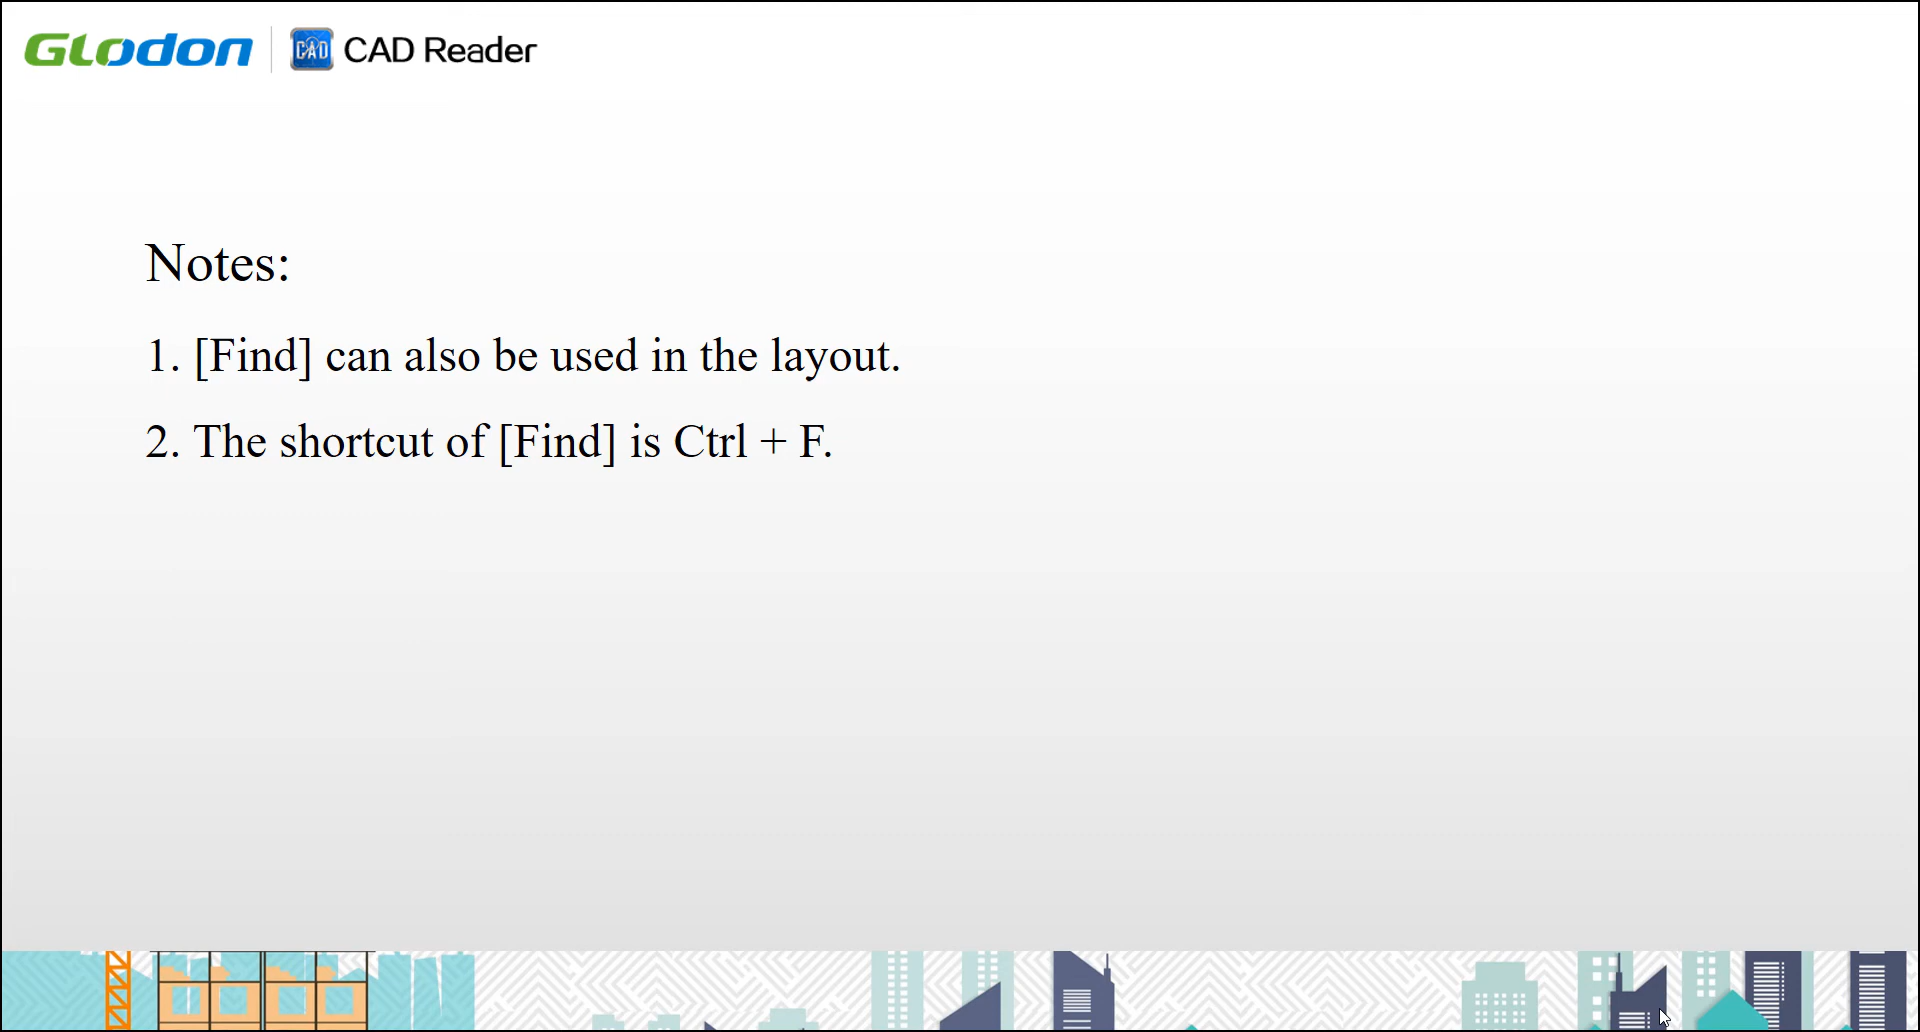 GLODON
CAD CAD Reader
Notes:
1. [Find] can also be used in the layout.
2. The shortcut of [Find] is Ctrl + F.